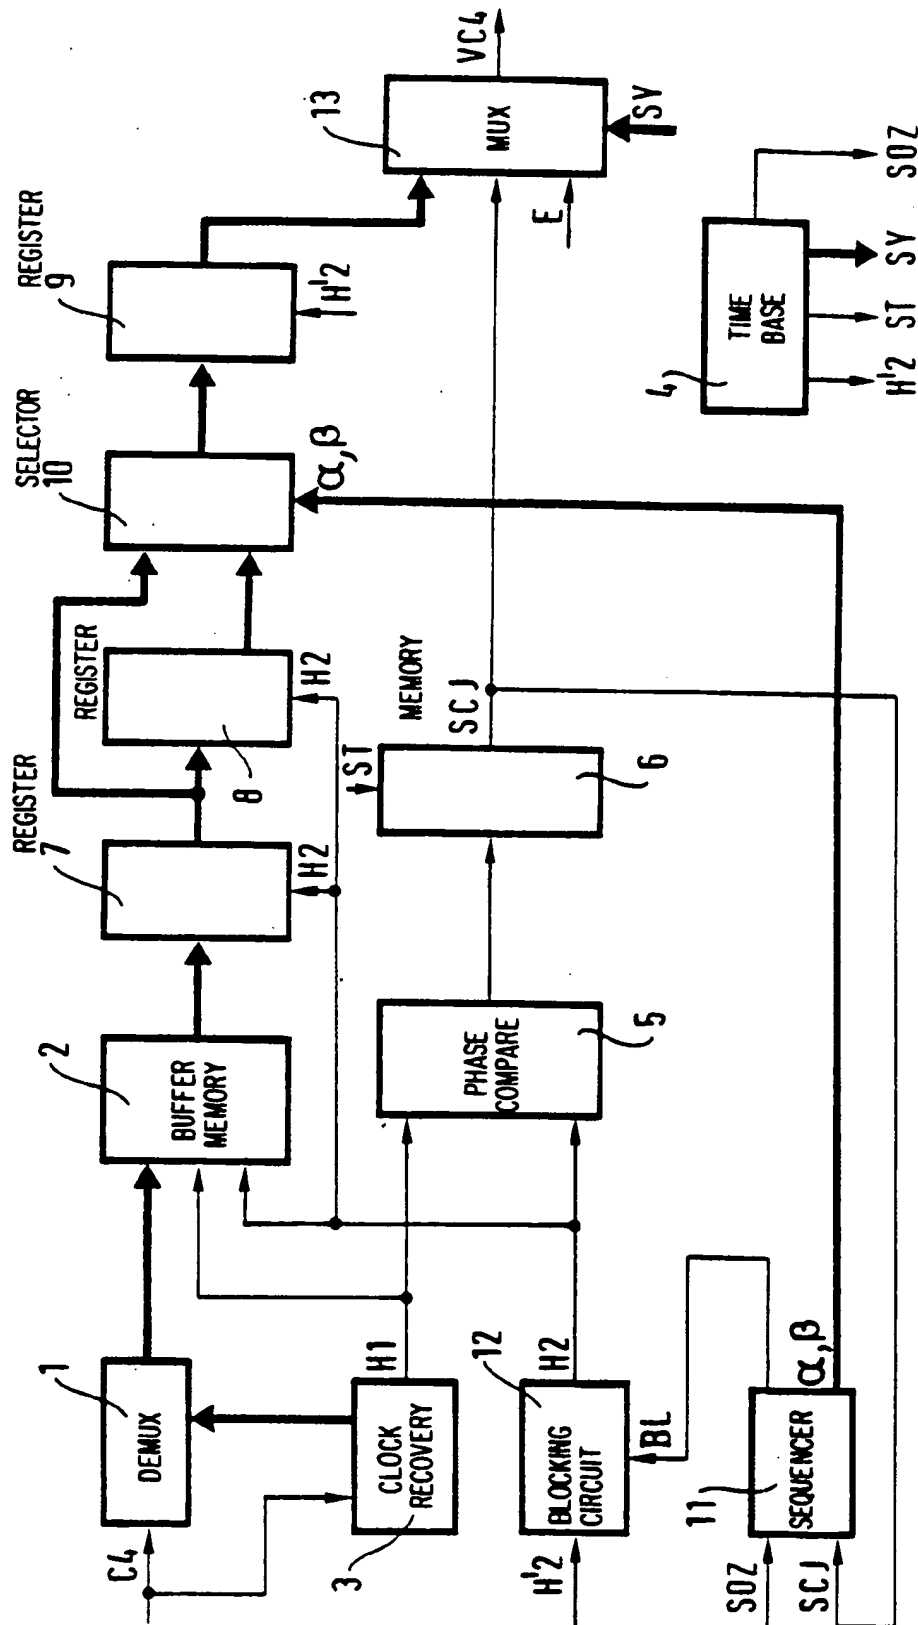 C4
1
DEMUX
CLOCK
RECOVERY
3
H1
2
BUFFER
MEMORY
REGISTER
7
H2
REGISTER
8
H2
SELECTOR
10
α,β
REGISTER
9
H'2
13
MUX
VC4
SY
E
H'2
12
BLOCKING
CIRCUIT
H2
BL
PHASE
COMPARE
5
ST
MEMORY
6
SCJ
SOZ
SCJ
11
SEQUENCER
α,β
4
TIME
BASE
H'2
ST
SY
SOZ